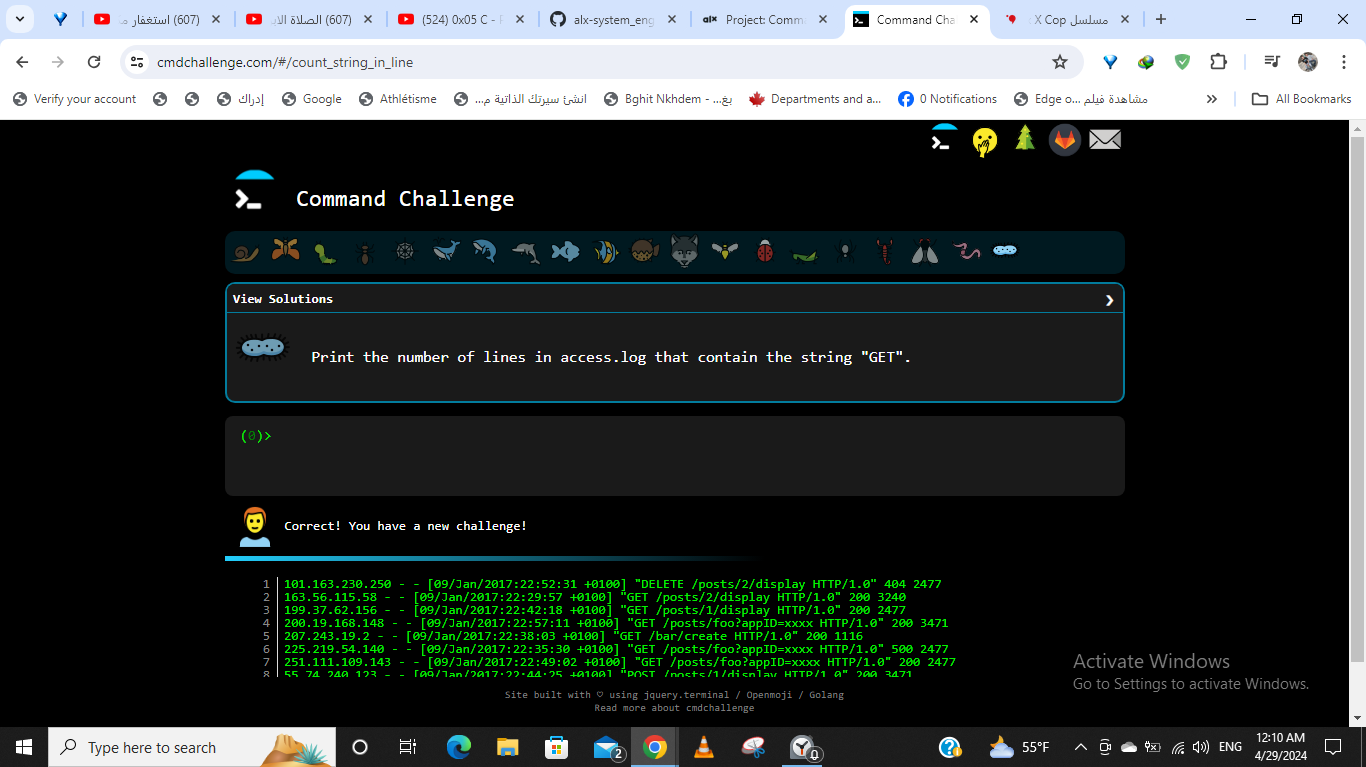 (607) استغفار م
(607) الصلاة الاب
(524) 0x05 C - F
alx-system_eng
alx Project: Comm
Command Cha
مسلسل X Cop
cmdchallenge.com/#/count_string_in_line
Verify your account
إدراك
Google
Athlétisme
انشئ سيرتك الذاتية م...
Bghit Nkhdem - بغ...
Departments and a...
0 Notifications
Edge o... مشاهدة فيلم
All Bookmarks
Command Challenge
View Solutions
Print the number of lines in access.log that contain the string "GET".
(0)>
Correct! You have a new challenge!
1 101.163.230.250 - - [09/Jan/2017:22:52:31 +0100] "DELETE /posts/2/display HTTP/1.0" 404 2477
2 163.56.115.58 - - [09/Jan/2017:22:29:57 +0100] "GET /posts/2/display HTTP/1.0" 200 3240
3 199.37.62.156 - - [09/Jan/2017:22:42:18 +0100] "GET /posts/1/display HTTP/1.0" 200 2477
4 200.19.168.148 - - [09/Jan/2017:22:57:11 +0100] "GET /posts/foo?appID=xxxx HTTP/1.0" 200 3471
5 207.243.19.2 - - [09/Jan/2017:22:38:03 +0100] "GET /bar/create HTTP/1.0" 200 1116
6 225.219.54.140 - - [09/Jan/2017:22:35:30 +0100] "GET /posts/foo?appID=xxxx HTTP/1.0" 500 2477
7 251.111.109.143 - - [09/Jan/2017:22:49:02 +0100] "GET /posts/foo?appID=xxxx HTTP/1.0" 200 2477
8 55.74.240.123 - - [09/Jan/2017:22:44:25 +0100] "POST /posts/1/display HTTP/1.0" 200 3471
Activate Windows
Go to Settings to activate Windows.
Site built with ♡ using jquery.terminal / Openmoji / Golang
Read more about cmdchallenge
Type here to search
2
0
55°F
ENG
12:10 AM
4/29/2024